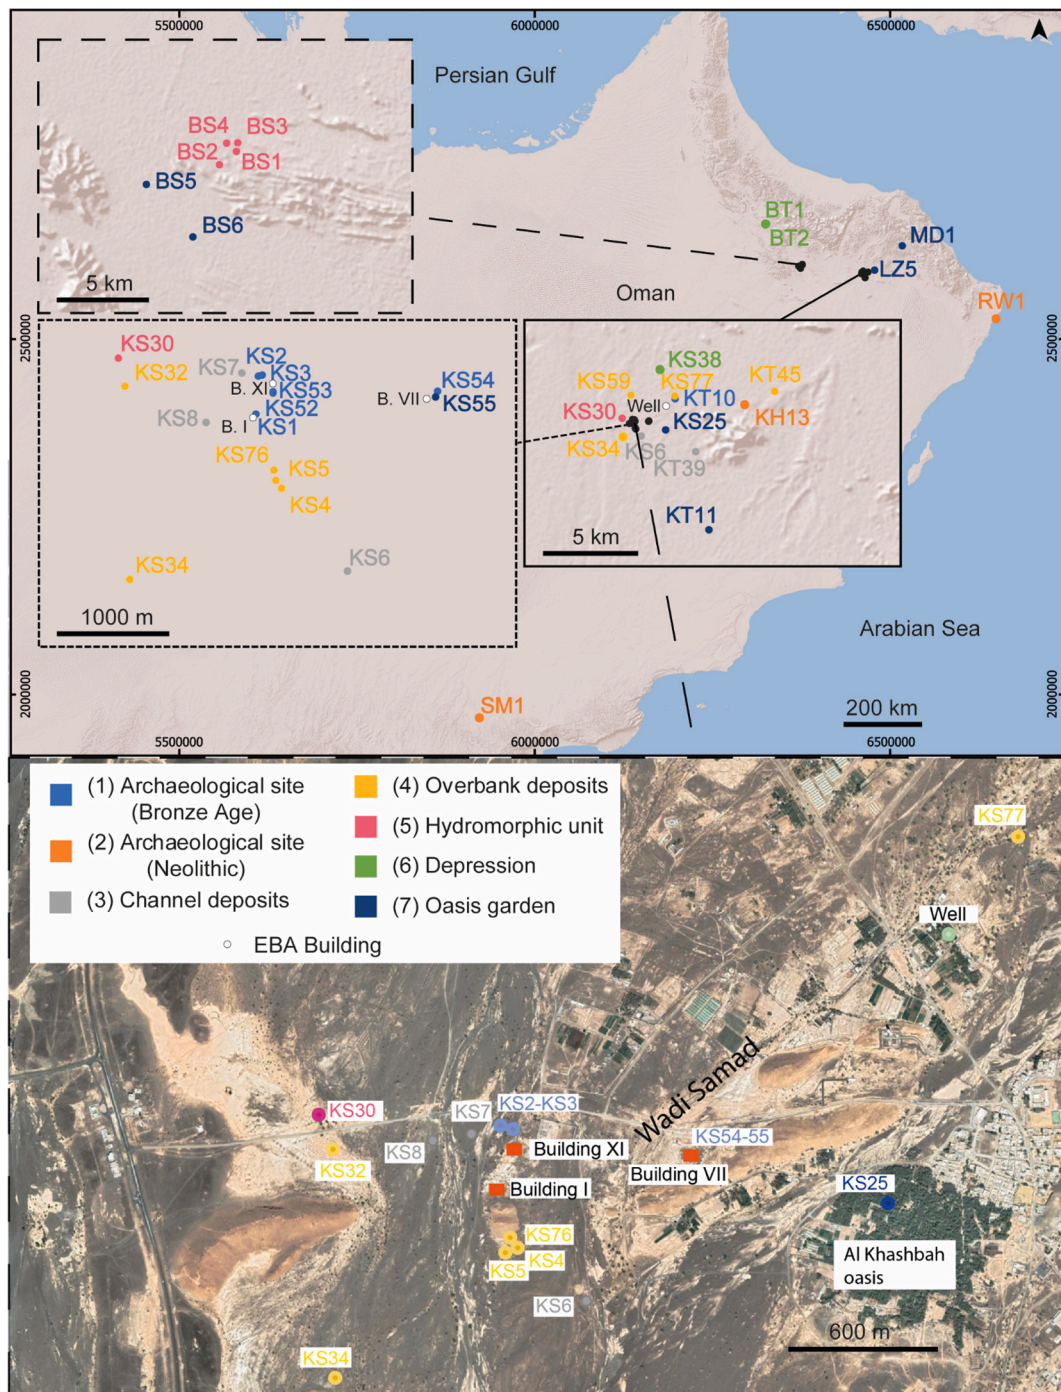 5500000
6000000
6500000
Persian Gulf
BS4
BS3
BS2
BS1
BS5
BS6
5 km
BT1
BT2
MD1
LZ5
Oman
RW1
2500000
2500000
KS30
KS2
KS7
KS3
KS32
B. XI
KS53
KS54
B. VII
KS55
KS52
KS8
B. I
KS1
KS76
KS5
KS4
KS34
KS6
1000 m
KS38
KS59
KS77
KT45
Well
KT10
KS30
KH13
KS25
KS34
KS6
KT39
KT11
5 km
Arabian Sea
2000000
2000000
SM1
200 km
5500000
6000000
6500000
(1) Archaeological site
(Bronze Age)
(2) Archaeological site
(Neolithic)
(3) Channel deposits
(4) Overbank deposits
(5) Hydromorphic unit
(6) Depression
(7) Oasis garden
EBA Building
KS77
Well
Wadi Samad
KS30
KS7
KS2-KS3
KS8
KS32
Building XI
KS54-55
Building VII
Building I
KS25
KS76
KS4
KS5
Al Khashbah
oasis
KS6
600 m
KS34